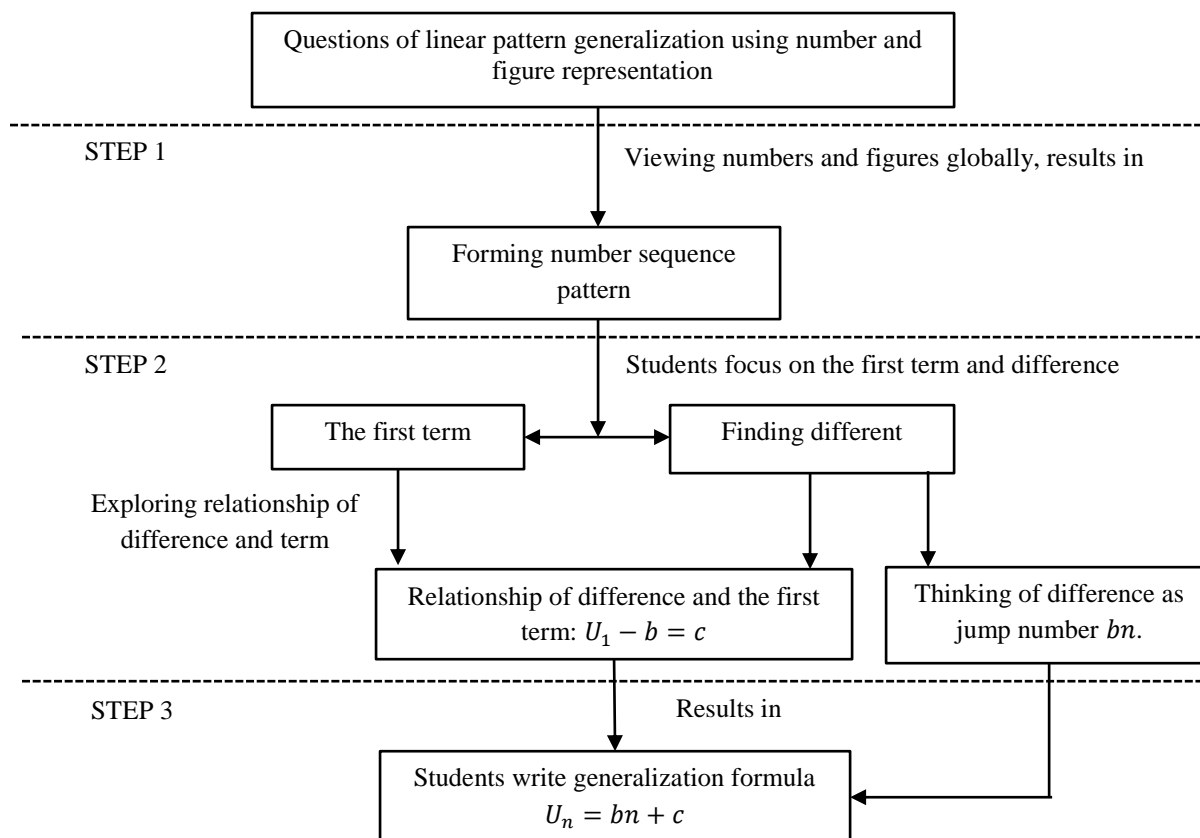 Questions of linear pattern generalization using number and
figure representation
STEP 1
Viewing numbers and figures globally, results in
Forming number sequence
pattern
STEP 2
Students focus on the first term and difference
The first term
Finding different
Exploring relationship of
difference and term
Relationship of difference and the first
term: U₁ − b = c
Thinking of difference as
jump number bn.
STEP 3
Results in
Students write generalization formula
Uₙ = bn + c